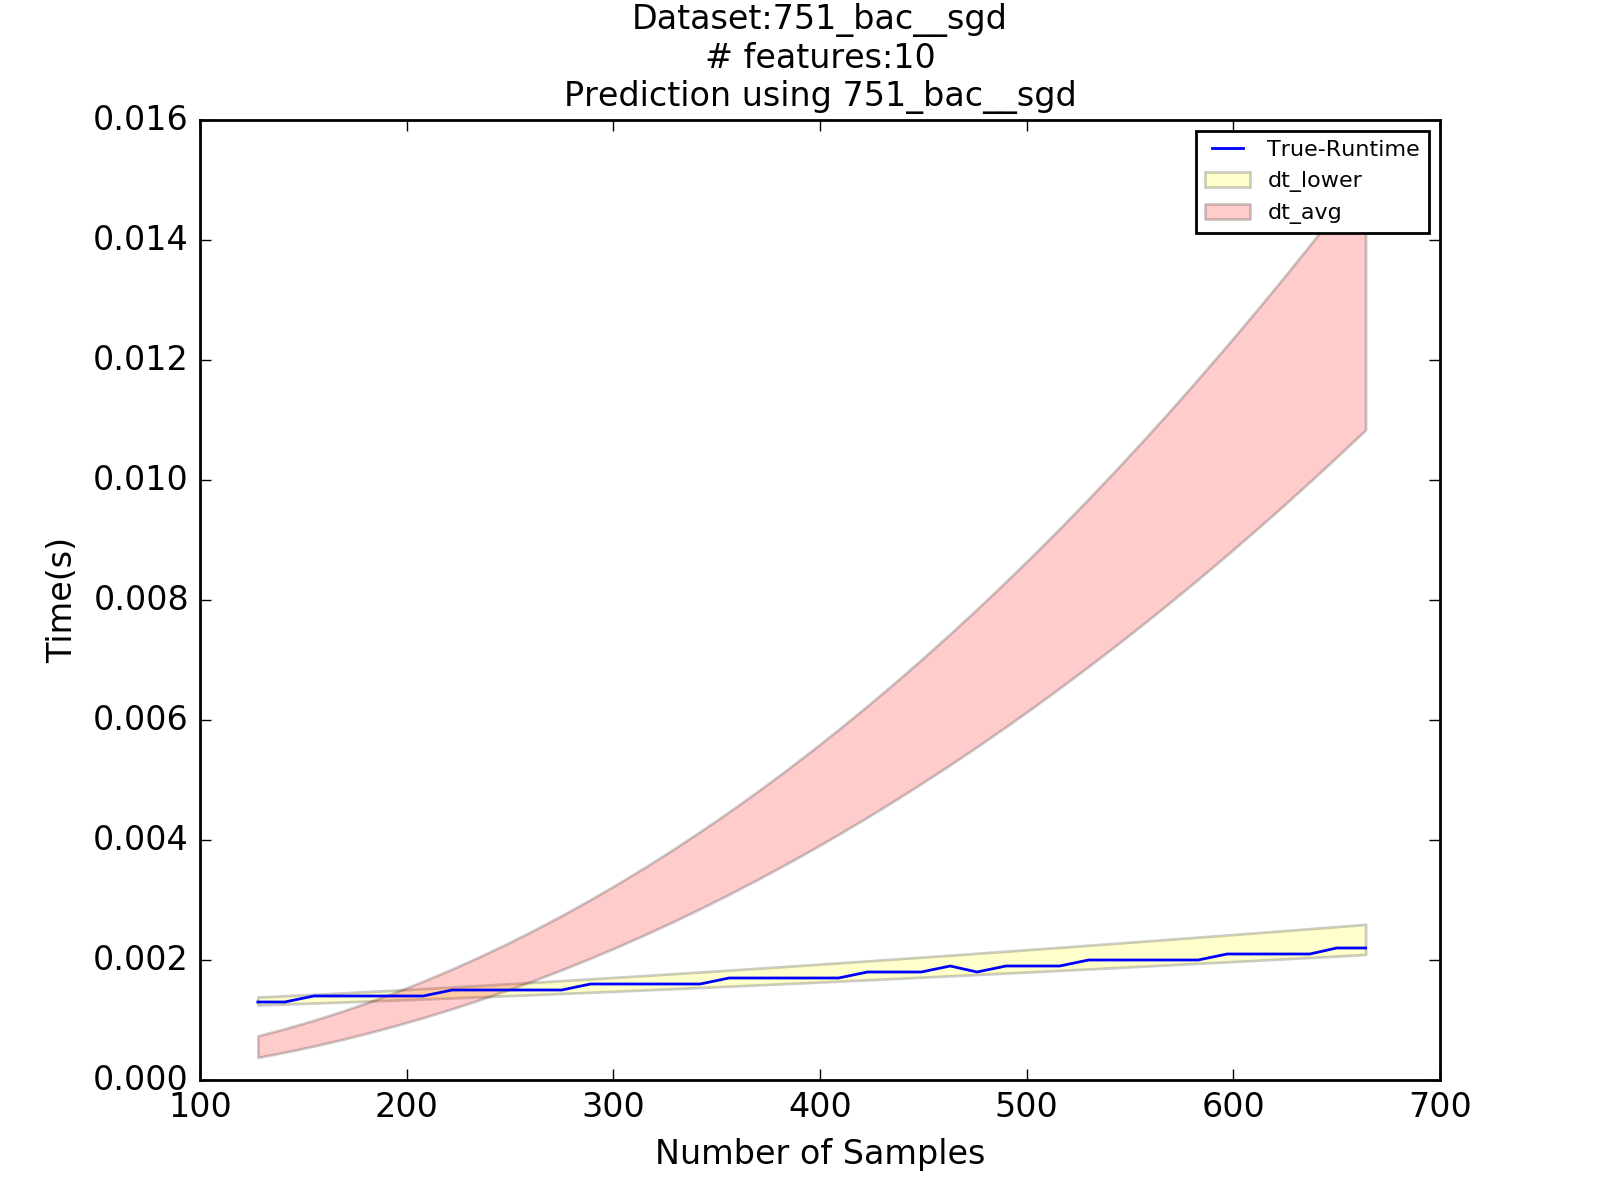 Dataset:751_bac__sgd
# features:10
Prediction using 751_bac__sgd
0.016
0.014
0.012
0.010
0.008
0.006
0.004
0.002
0.000
Time(s)
True-Runtime
dt_lower
dt_avg
100 200 300 400 500 600 700
Number of Samples